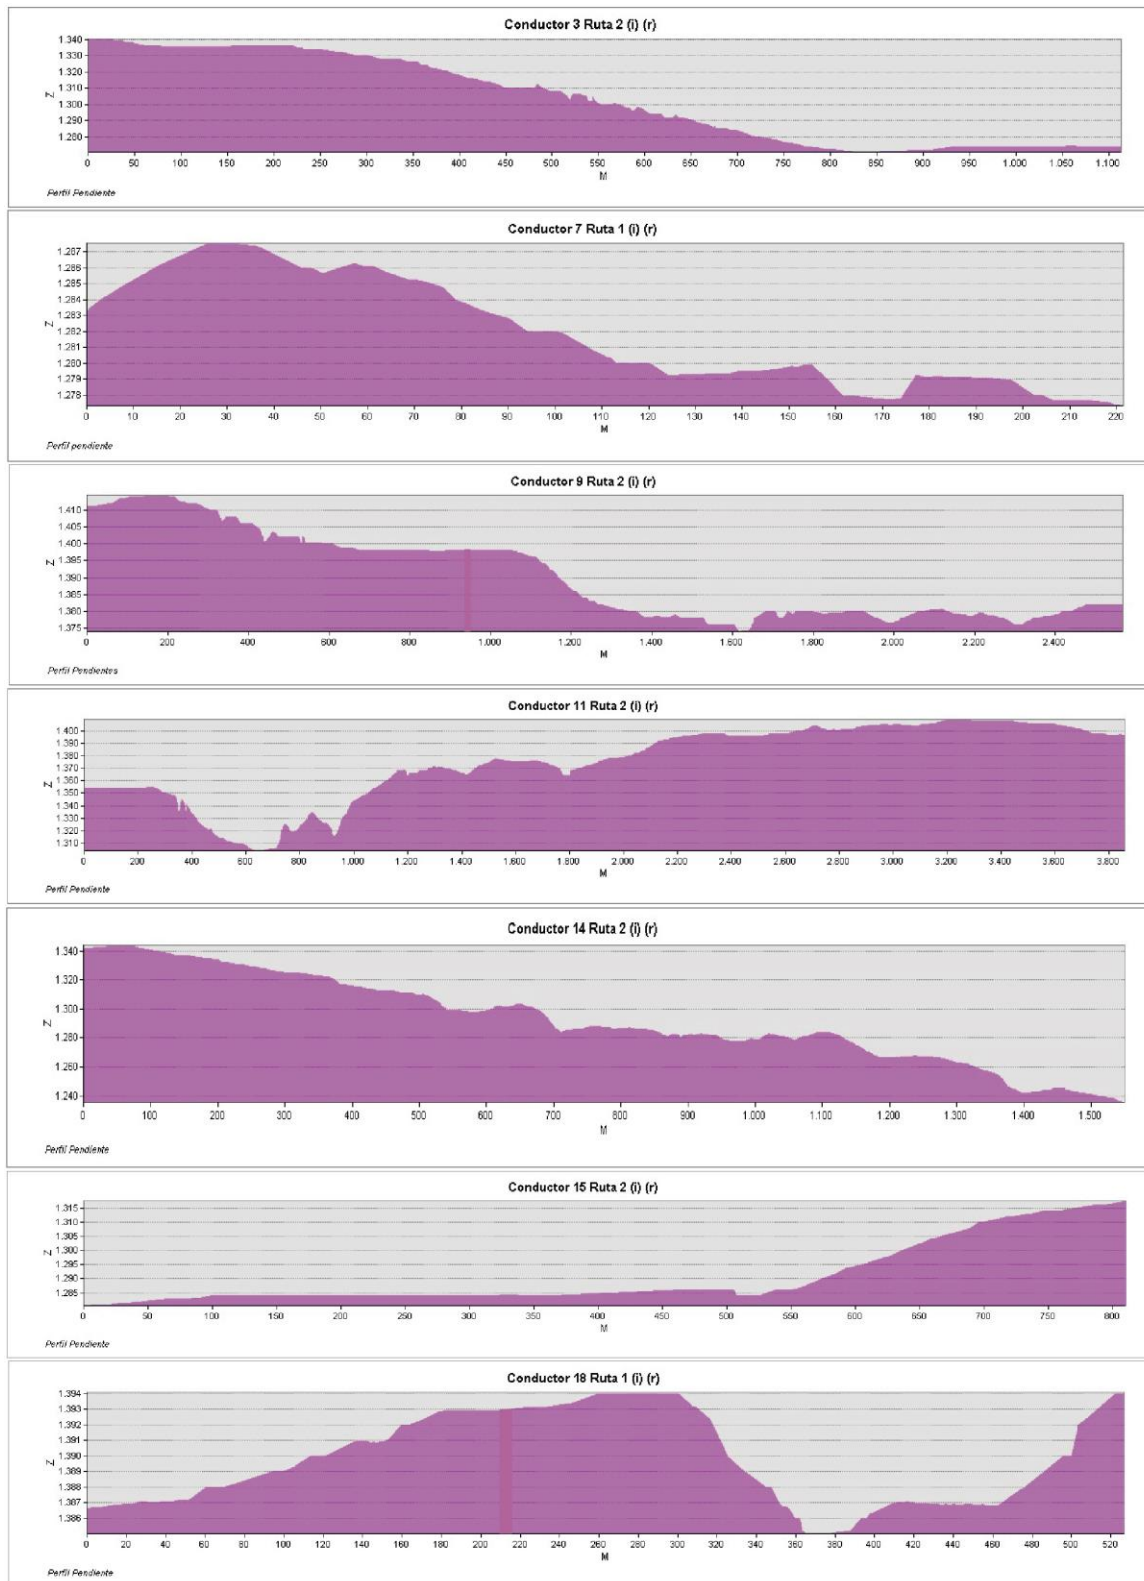 Conductor 3 Ruta 2 (i) (r)
1.340
1.330
1.320
1.310
1.300
1.290
1.280
Z
0 50 100 150 200 250 300 350 400 450 500 550 600 650 700 750 800 850 900 950 1.000 1.050 1.100
M
Perfil Pendiente
Conductor 7 Ruta 1 (i) (r)
1.287
1.286
1.285
1.284
1.283
1.282
1.281
1.280
1.279
1.278
Z
0 10 20 30 40 50 60 70 80 90 100 110 120 130 140 150 160 170 180 190 200 210 220
M
Perfil pendiente
Conductor 9 Ruta 2 (i) (r)
1.410
1.405
1.400
1.395
1.390
1.385
1.380
1.375
Z
0 200 400 600 800 1.000 1.200 1.400 1.600 1.800 2.000 2.200 2.400
M
Perfil Pendientes
Conductor 11 Ruta 2 (i) (r)
1.400
1.390
1.380
1.370
1.360
1.350
1.340
1.330
1.320
1.310
Z
0 200 400 600 800 1.000 1.200 1.400 1.600 1.800 2.000 2.200 2.400 2.600 2.800 3.000 3.200 3.400 3.600 3.800
M
Perfil Pendiente
Conductor 14 Ruta 2 (i) (r)
1.340
1.320
1.300
1.280
1.260
1.240
Z
0 100 200 300 400 500 600 700 800 900 1.000 1.100 1.200 1.300 1.400 1.500
M
Perfil Pendiente
Conductor 15 Ruta 2 (i) (r)
1.315
1.310
1.305
1.300
1.295
1.290
1.285
Z
0 50 100 150 200 250 300 350 400 450 500 550 600 650 700 750 800
M
Perfil Pendiente
Conductor 18 Ruta 1 (i) (r)
1.394
1.393
1.392
1.391
1.390
1.389
1.388
1.387
1.386
Z
0 20 40 60 80 100 120 140 160 180 200 220 240 260 280 300 320 340 360 380 400 420 440 460 480 500 520
M
Perfil Pendiente